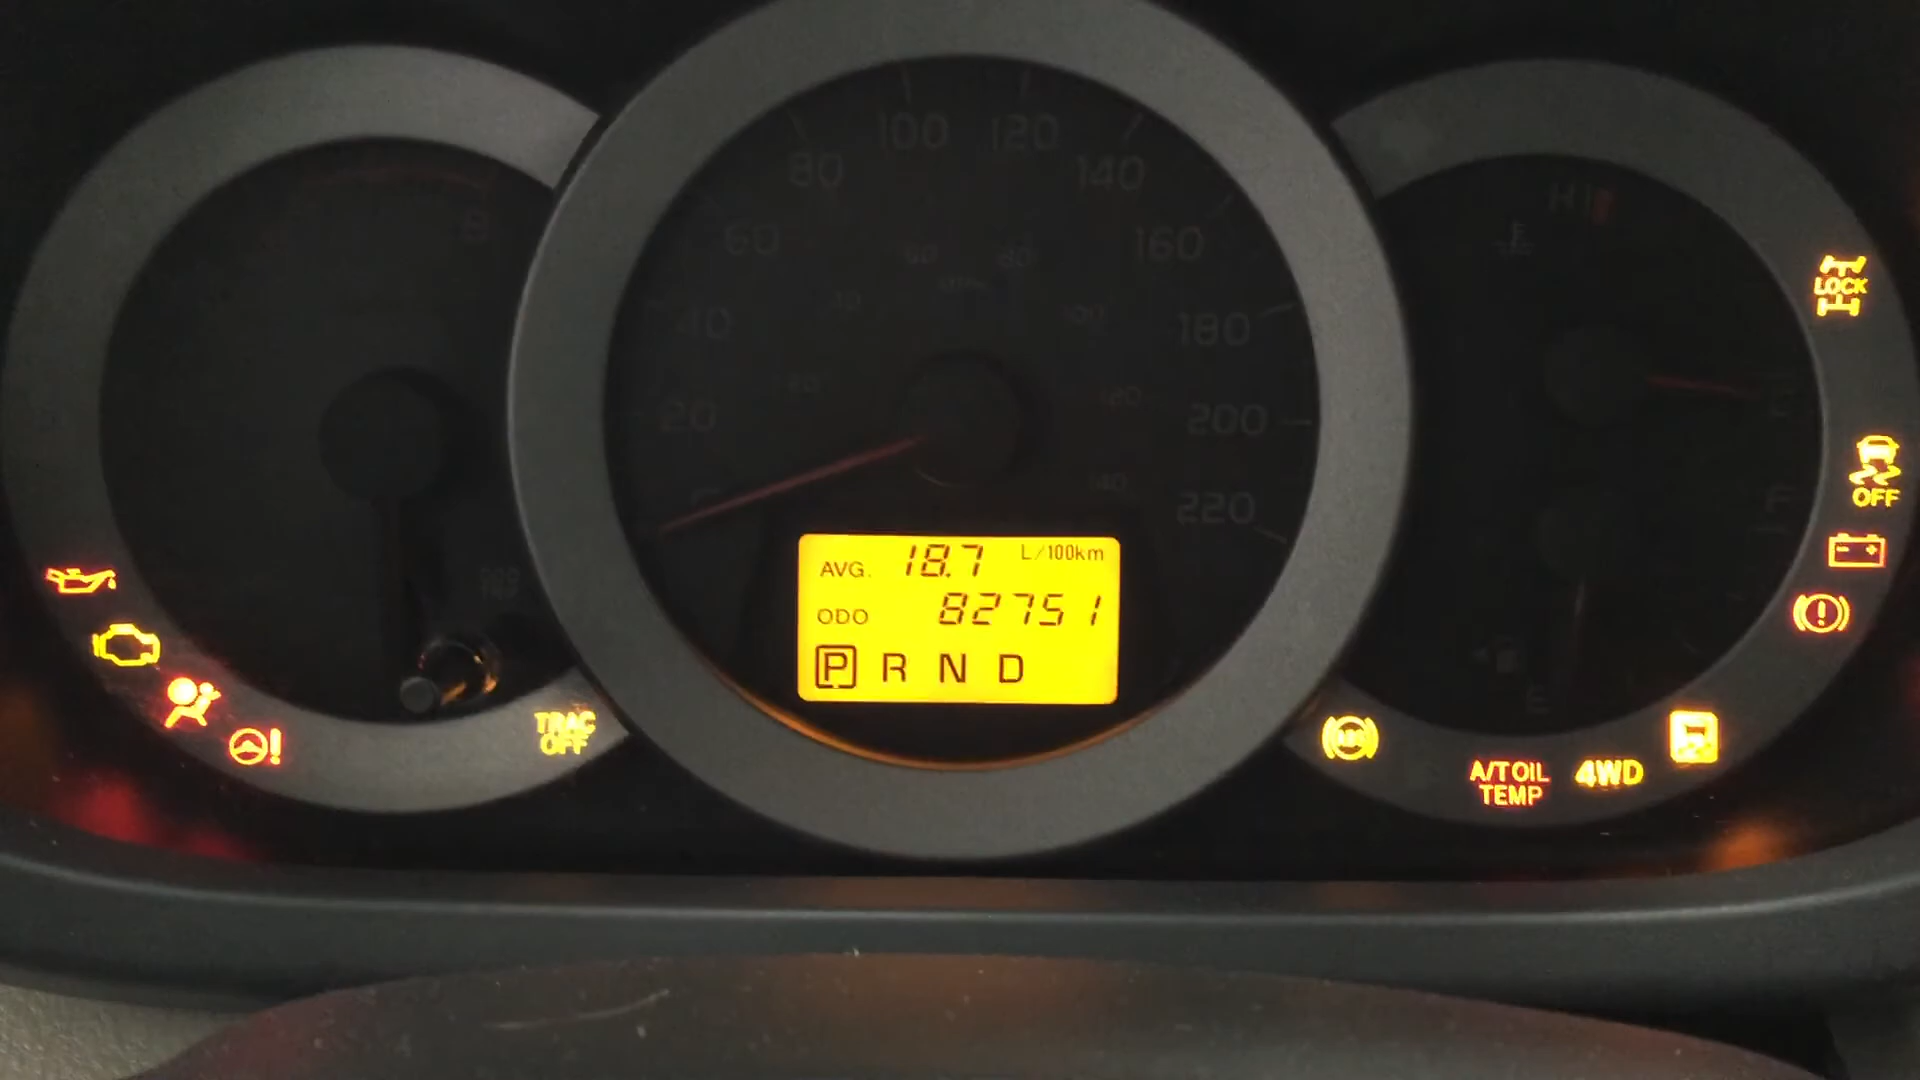 100 120
80 140
60 160
40 180
20 200
220
H
AVG. 18.7 L/100km
ODO 82751
P R N D
LOCK
OFF
TRAC
OFF
ABS
A/T OIL
TEMP
4WD